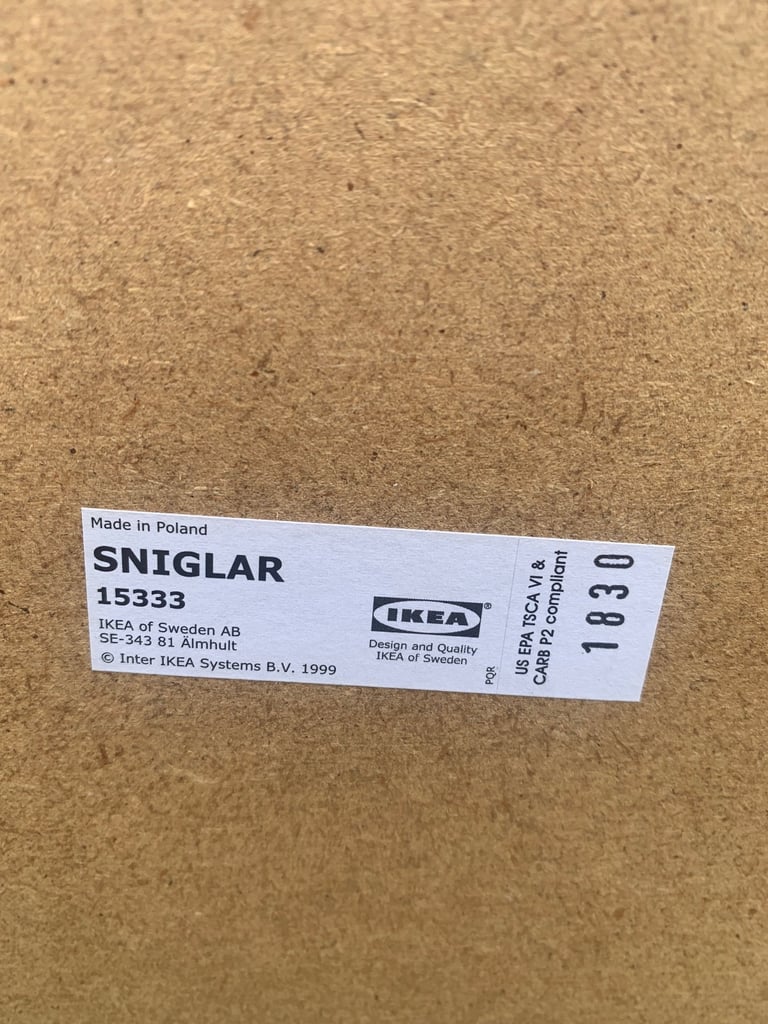 Made in Poland
SNIGLAR
15333
IKEA of Sweden AB
SE-343 81 Älmhult
© Inter IKEA Systems B.V. 1999
IKEA®
Design and Quality
IKEA of Sweden
PQR
US EPA TSCA VI &
CARB P2 compliant
1830